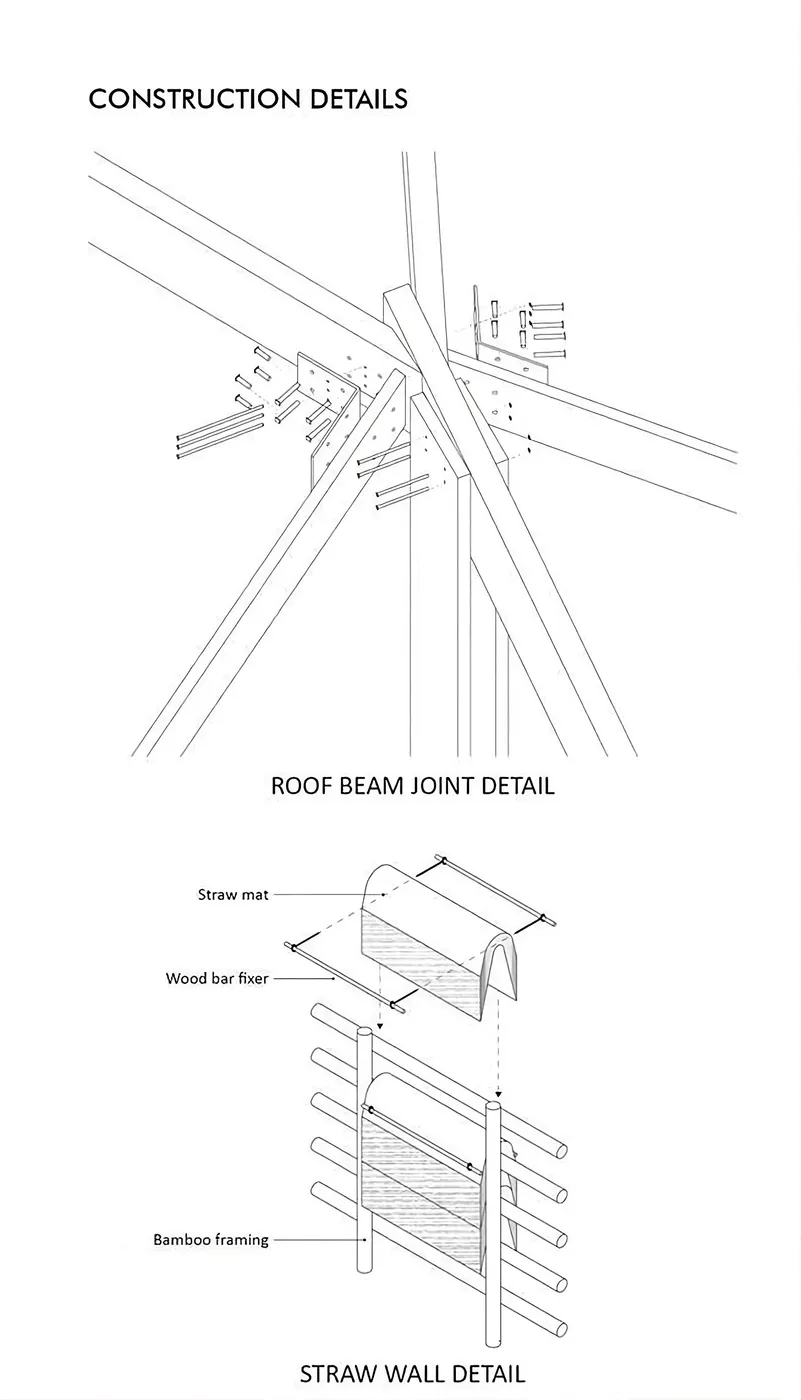 CONSTRUCTION DETAILS
ROOF BEAM JOINT DETAIL
Straw mat
Wood bar fixer
Bamboo framing
STRAW WALL DETAIL